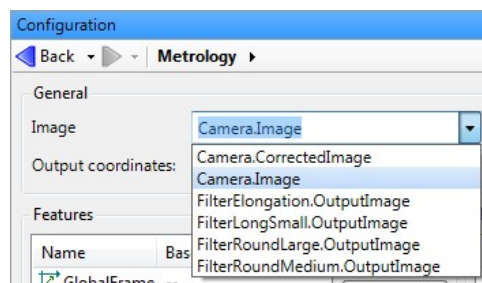 Configuration
Back Metrology
General
Image Camera.Image
Output coordinates: Camera.CorrectedImage
Camera.Image
FilterElongation.OutputImage
FilterLongSmall.OutputImage
Features FilterRoundLarge.OutputImage
Name Bas FilterRoundMedium.OutputImage
GlobalFrame